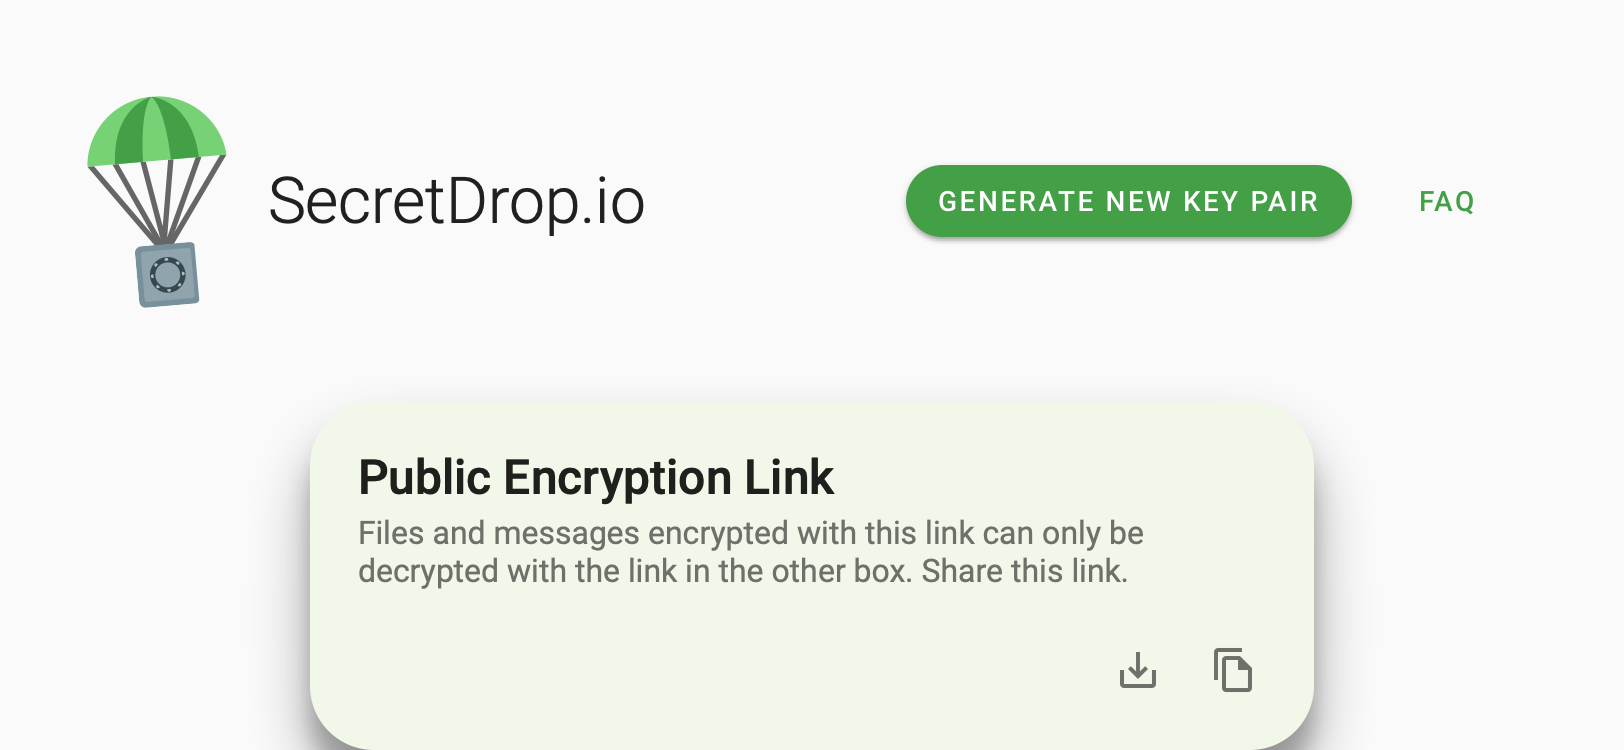 SecretDrop.io
GENERATE NEW KEY PAIR
FAQ
Public Encryption Link
Files and messages encrypted with this link can only be
decrypted with the link in the other box. Share this link.